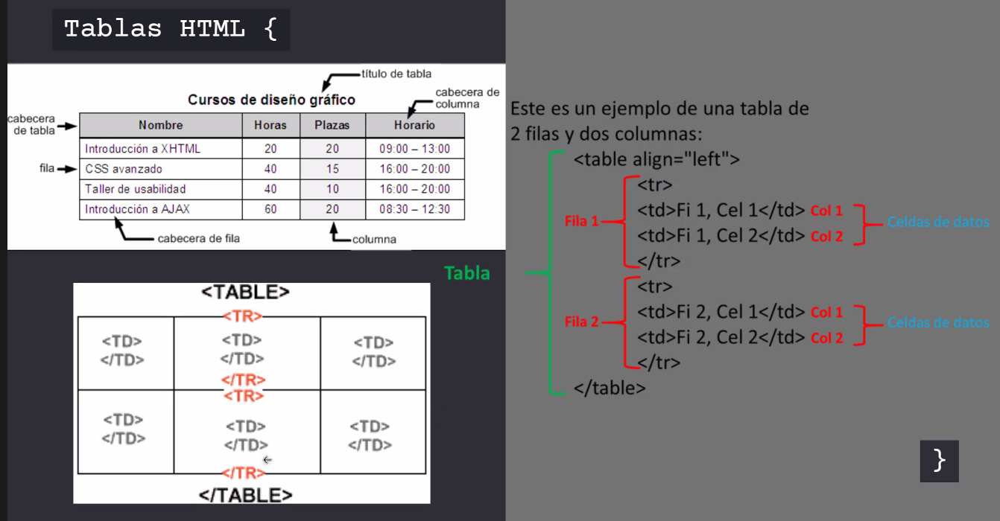 Tablas HTML {
título de tabla
cabecera de columna
Cursos de diseño gráfico
cabecera de tabla
Nombre Horas Plazas Horario
Introducción a XHTML 20 20 09:00 – 13:00
fila
CSS avanzado 40 15 16:00 – 20:00
Taller de usabilidad 40 10 16:00 – 20:00
Introducción a AJAX 60 20 08:30 – 12:30
cabecera de fila
columna
<TABLE>
<TR>
<TD> <TD> <TD>
</TD> </TD> </TD>
</TR>
<TR>
<TD> <TD> <TD>
</TD> </TD> </TD>
</TR>
</TABLE>
Este es un ejemplo de una tabla de
2 filas y dos columnas:
Tabla
<table align="left">
<tr>
Fila 1
<td>Fi 1, Cel 1</td> Col 1
Celdas de datos
<td>Fi 1, Cel 2</td> Col 2
</tr>
<tr>
Fila 2
<td>Fi 2, Cel 1</td> Col 1
Celdas de datos
<td>Fi 2, Cel 2</td> Col 2
</tr>
</table>
}